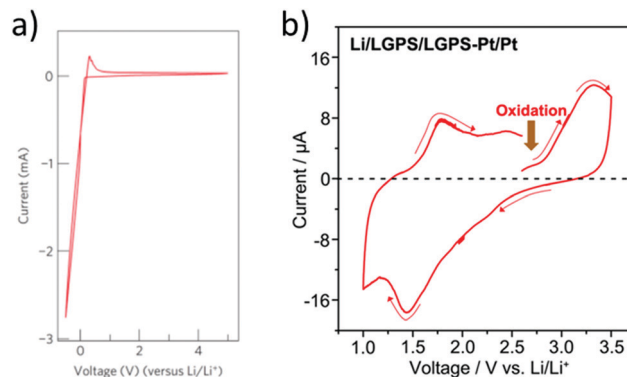 a)
Current (mA)
0
−1
−2
−3
0
2
4
Voltage (V) (versus Li/Li⁺)
b)
Li/LGPS/LGPS-Pt/Pt
Oxidation
Current / μA
16
8
0
-8
-16
1.0
1.5
2.0
2.5
3.0
3.5
Voltage / V vs. Li/Li⁺